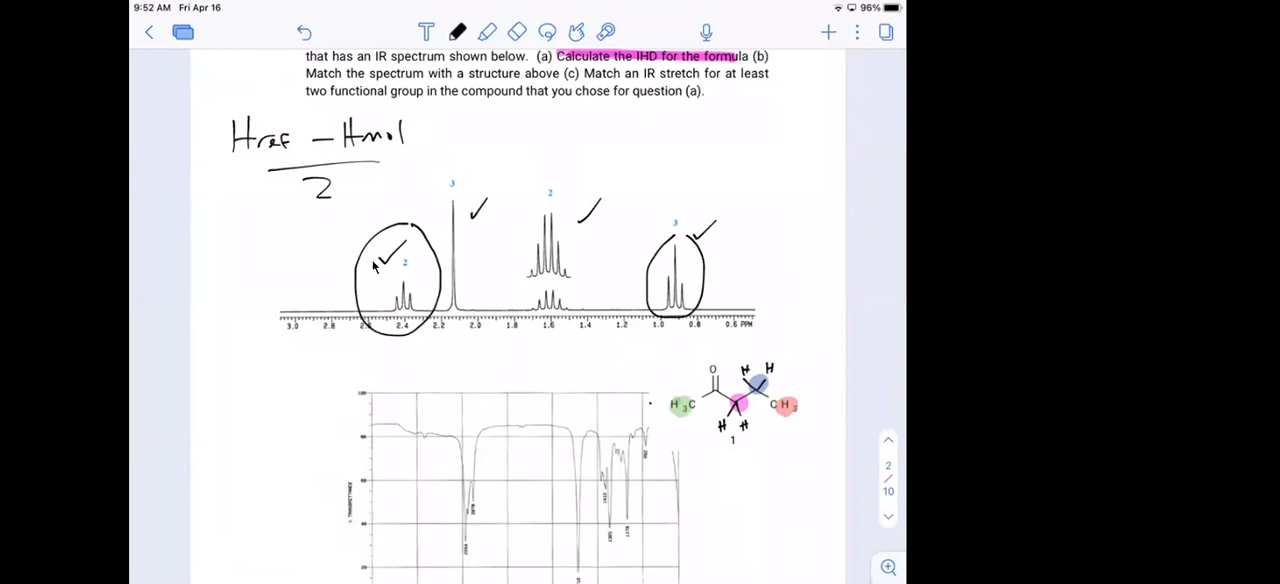 9:52 AM Fri Apr 16
96%
that has an IR spectrum shown below. (a) Calculate the IHD for the formula (b)
Match the spectrum with a structure above (c) Match an IR stretch for at least
two functional group in the compound that you chose for question (a).
Href - Hmol
2
3
2
3
2
3.0 2.8 2.4 2.2 2.0 1.8 1.6 1.4 1.2 1.0 0.8 0.6 PPM
O H H
H3C CH3
H H
1
100
2
/
10